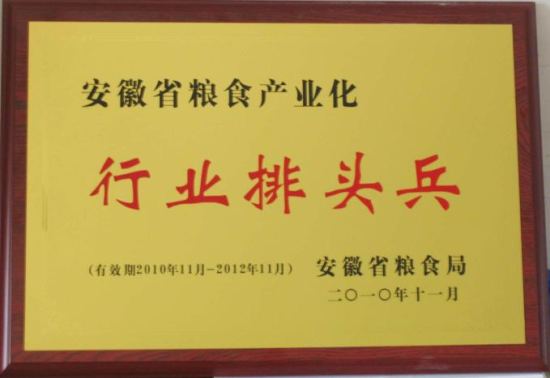 安徽省粮食产业化
行业排头兵
（有效期2010年11月-2012年11月） 安徽省粮食局
二〇一〇年十一月